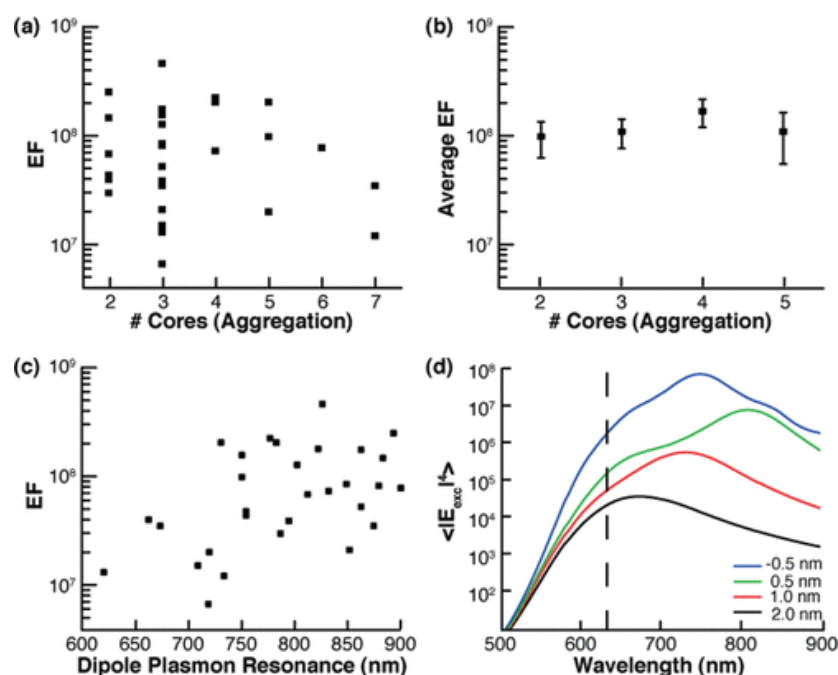 (a)
10⁹
10⁸
10⁷
EF
2 3 4 5 6 7
# Cores (Aggregation)
(b)
10⁹
10⁸
10⁷
Average EF
2 3 4 5
# Cores (Aggregation)
(c)
10⁹
10⁸
10⁷
EF
600 650 700 750 800 850 900
Dipole Plasmon Resonance (nm)
(d)
10⁸
10⁷
10⁶
10⁵
10⁴
10³
10²
<|E_exc|⁴>
-0.5 nm
0.5 nm
1.0 nm
2.0 nm
500 600 700 800 900
Wavelength (nm)